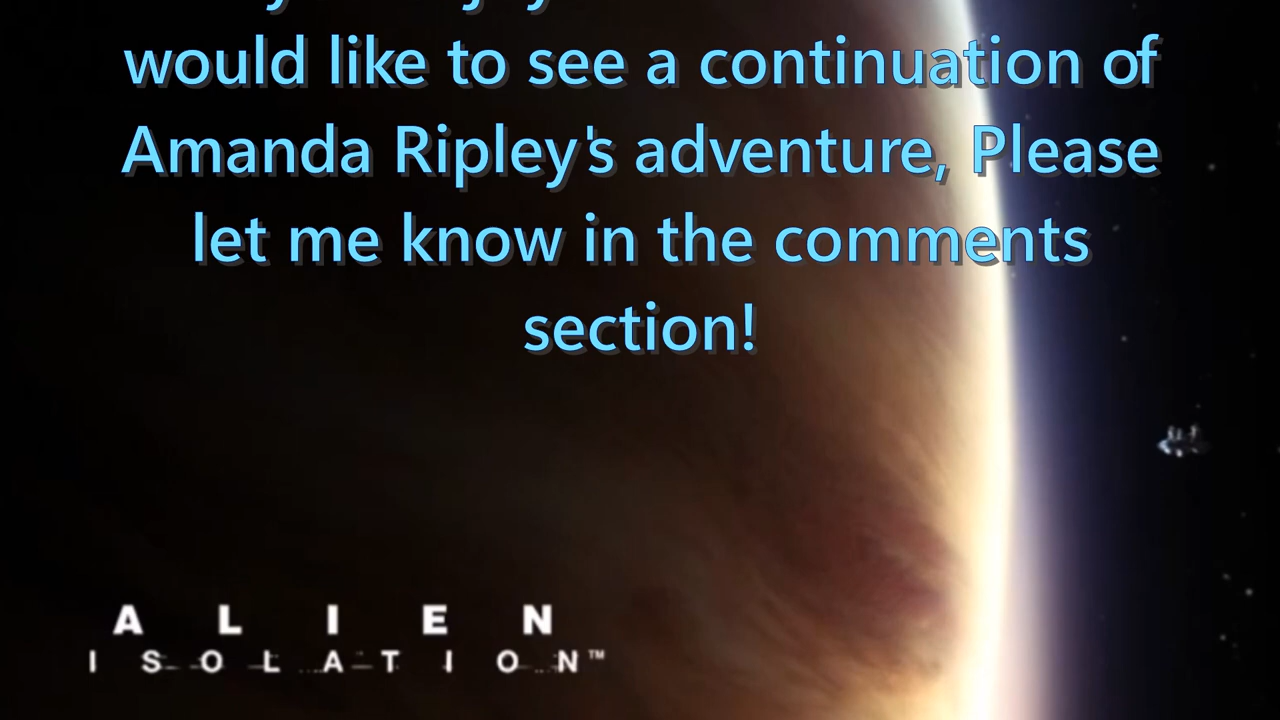 would like to see a continuation of
Amanda Ripley's adventure, Please
let me know in the comments
section!
ALIEN
ISOLATION™